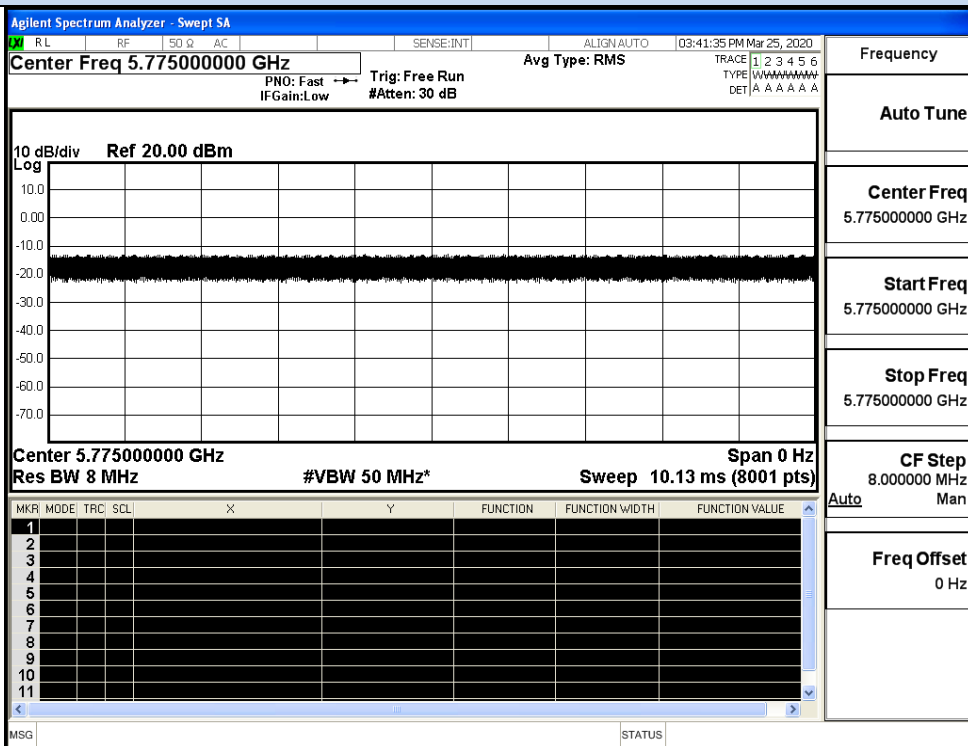 Agilent Spectrum Analyzer - Swept SA
LXI RL RF 50 Ω AC SENSE:INT ALIGN AUTO 03:41:35 PM Mar 25, 2020
Center Freq 5.775000000 GHz
PNO: Fast
IFGain:Low
Trig: Free Run
#Atten: 30 dB
Avg Type: RMS
TRACE 1 2 3 4 5 6
TYPE WWWWWW
DET A A A A A A
10 dB/div Ref 20.00 dBm
Log
10.0
0.00
-10.0
-20.0
-30.0
-40.0
-50.0
-60.0
-70.0
Center 5.775000000 GHz Span 0 Hz
Res BW 8 MHz #VBW 50 MHz* Sweep 10.13 ms (8001 pts)
MKR MODE TRC SCL X Y FUNCTION FUNCTION WIDTH FUNCTION VALUE
1
2
3
4
5
6
7
8
9
10
11
MSG STATUS
Frequency
Auto Tune
Center Freq
5.775000000 GHz
Start Freq
5.775000000 GHz
Stop Freq
5.775000000 GHz
CF Step
8.000000 MHz
Auto Man
Freq Offset
0 Hz